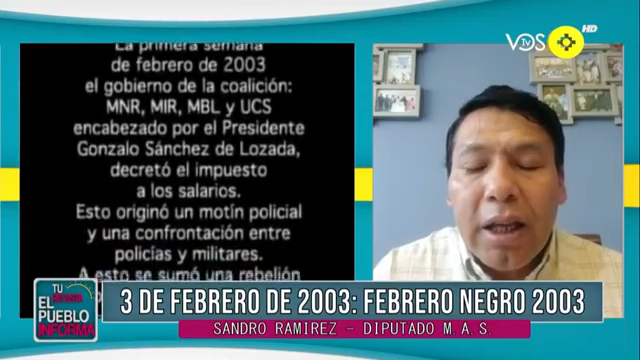 La primera semana
de febrero de 2003
el gobierno de la coalición:
MNR, MIR, MBL y UCS
encabezado por el Presidente
Gonzalo Sánchez de Lozada,
decretó el impuesto
a los salarios.
Esto originó un motín policial
y una confrontación entre
policías y militares.
A esto se sumó una rebelión
VOS TV HD
TU
EL PUEBLO
INFORMA
3 DE FEBRERO DE 2003: FEBRERO NEGRO 2003
SANDRO RAMIREZ - DIPUTADO M.A.S.